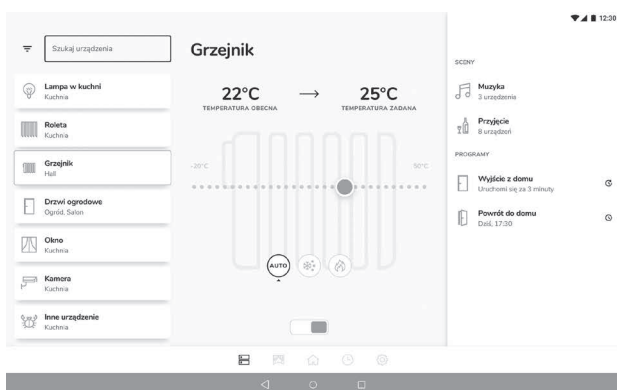 12:30
Szukaj urządzenia
Lampa w kuchni
Kuchnia
Roleta
Kuchnia
Grzejnik
Hall
Drzwi ogrodowe
Ogród, Salon
Okno
Kuchnia
Kamera
Kuchnia
Inne urządzenie
Kuchnia
Grzejnik
22°C
TEMPERATURA OBECNA
25°C
TEMPERATURA ZADANA
-20°C
50°C
AUTO
SCENY
Muzyka
3 urządzenia
Przyjęcie
8 urządzeń
PROGRAMY
Wyjście z domu
Uruchomi się za 3 minuty
Powrót do domu
Dziś, 17:30